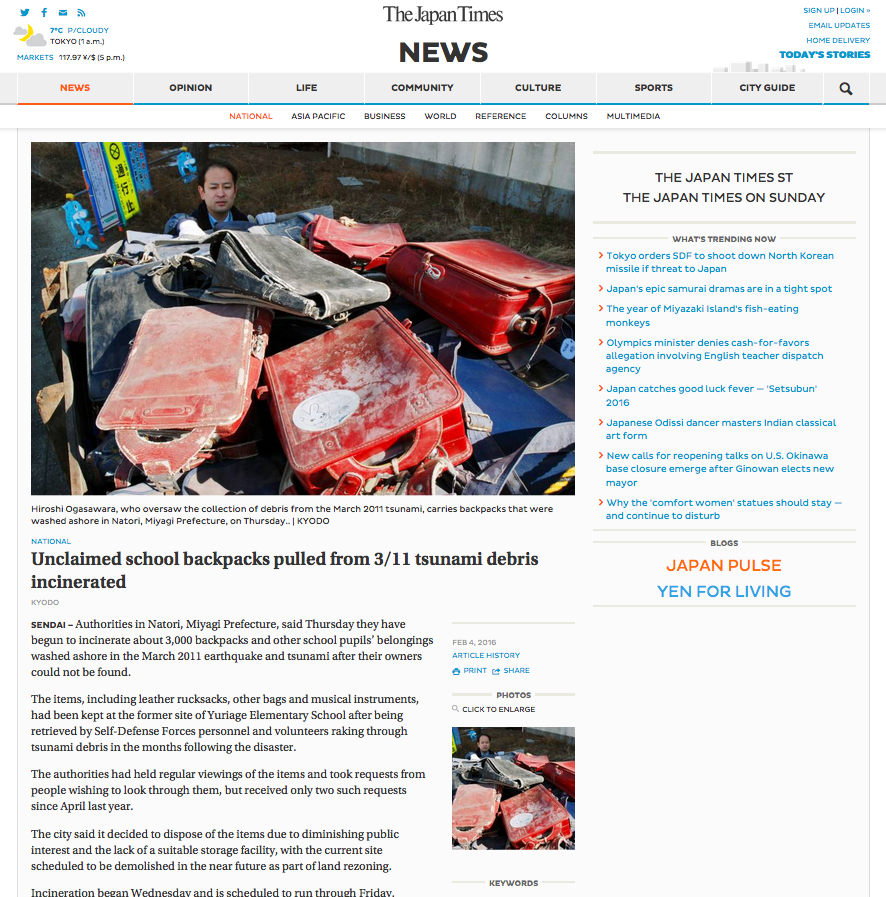 The Japan Times
SIGN UP | LOGIN »
7°C P/CLOUDY
EMAIL UPDATES
TOKYO (1 a.m.)
HOME DELIVERY
NEWS
MARKETS 117.97 ¥/$ (5 p.m.)
TODAY'S STORIES
NEWS OPINION LIFE COMMUNITY CULTURE SPORTS CITY GUIDE
NATIONAL ASIA PACIFIC BUSINESS WORLD REFERENCE COLUMNS MULTIMEDIA
通行止
Hiroshi Ogasawara, who oversaw the collection of debris from the March 2011 tsunami, carries backpacks that were
washed ashore in Natori, Miyagi Prefecture, on Thursday.. | KYODO
NATIONAL
Unclaimed school backpacks pulled from 3/11 tsunami debris
incinerated
KYODO
SENDAI – Authorities in Natori, Miyagi Prefecture, said Thursday they have
begun to incinerate about 3,000 backpacks and other school pupils’ belongings
washed ashore in the March 2011 earthquake and tsunami after their owners
could not be found.
The items, including leather rucksacks, other bags and musical instruments,
had been kept at the former site of Yuriage Elementary School after being
retrieved by Self-Defense Forces personnel and volunteers raking through
tsunami debris in the months following the disaster.
The authorities had held regular viewings of the items and took requests from
people wishing to look through them, but received only two such requests
since April last year.
The city said it decided to dispose of the items due to diminishing public
interest and the lack of a suitable storage facility, with the current site
scheduled to be demolished in the near future as part of land rezoning.
Incineration began Wednesday and is scheduled to run through Friday.
FEB 4, 2016
ARTICLE HISTORY
PRINT SHARE
PHOTOS
CLICK TO ENLARGE
KEYWORDS
THE JAPAN TIMES ST
THE JAPAN TIMES ON SUNDAY
WHAT'S TRENDING NOW
Tokyo orders SDF to shoot down North Korean
missile if threat to Japan
Japan's epic samurai dramas are in a tight spot
The year of Miyazaki Island's fish-eating
monkeys
Olympics minister denies cash-for-favors
allegation involving English teacher dispatch
agency
Japan catches good luck fever — 'Setsubun'
2016
Japanese Odissi dancer masters Indian classical
art form
New calls for reopening talks on U.S. Okinawa
base closure emerge after Ginowan elects new
mayor
Why the 'comfort women' statues should stay —
and continue to disturb
BLOGS
JAPAN PULSE
YEN FOR LIVING